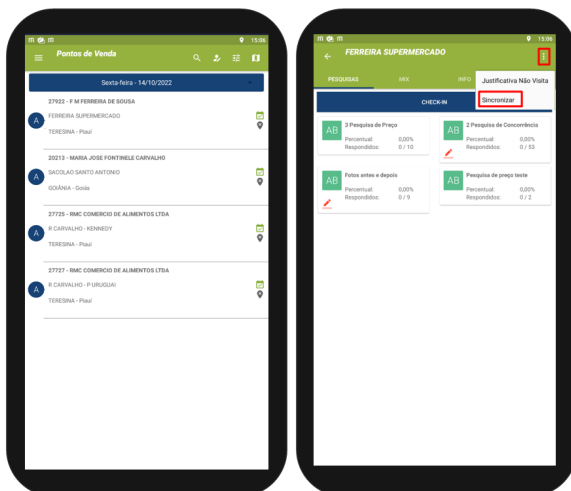 15:06
Pontos de Venda
Sexta-feira - 14/10/2022
27922 - F M FERREIRA DE SOUSA
A
FERREIRA SUPERMERCADO
TERESINA - Piauí
20213 - MARIA JOSE FONTINELE CARVALHO
A
SACOLAO SANTO ANTONIO
GOIÂNIA - Goiás
27725 - RMC COMERCIO DE ALIMENTOS LTDA
A
R CARVALHO - KENNEDY
TERESINA - Piauí
27727 - RMC COMERCIO DE ALIMENTOS LTDA
A
R CARVALHO - P URUGUAI
TERESINA - Piauí
15:06
FERREIRA SUPERMERCADO
PESQUISAS MIX INFO
Justificativa Não Visita
Sincronizar
CHECK-IN
AB
3 Pesquisa de Preço
Percentual: 0,00%
Respondidos: 0 / 10
AB
2 Pesquisa de Concorrência
Percentual: 0,00%
Respondidos: 0 / 53
AB
Fotos antes e depois
Percentual: 0,00%
Respondidos: 0 / 9
AB
Pesquisa de preço teste
Percentual: 0,00%
Respondidos: 0 / 2